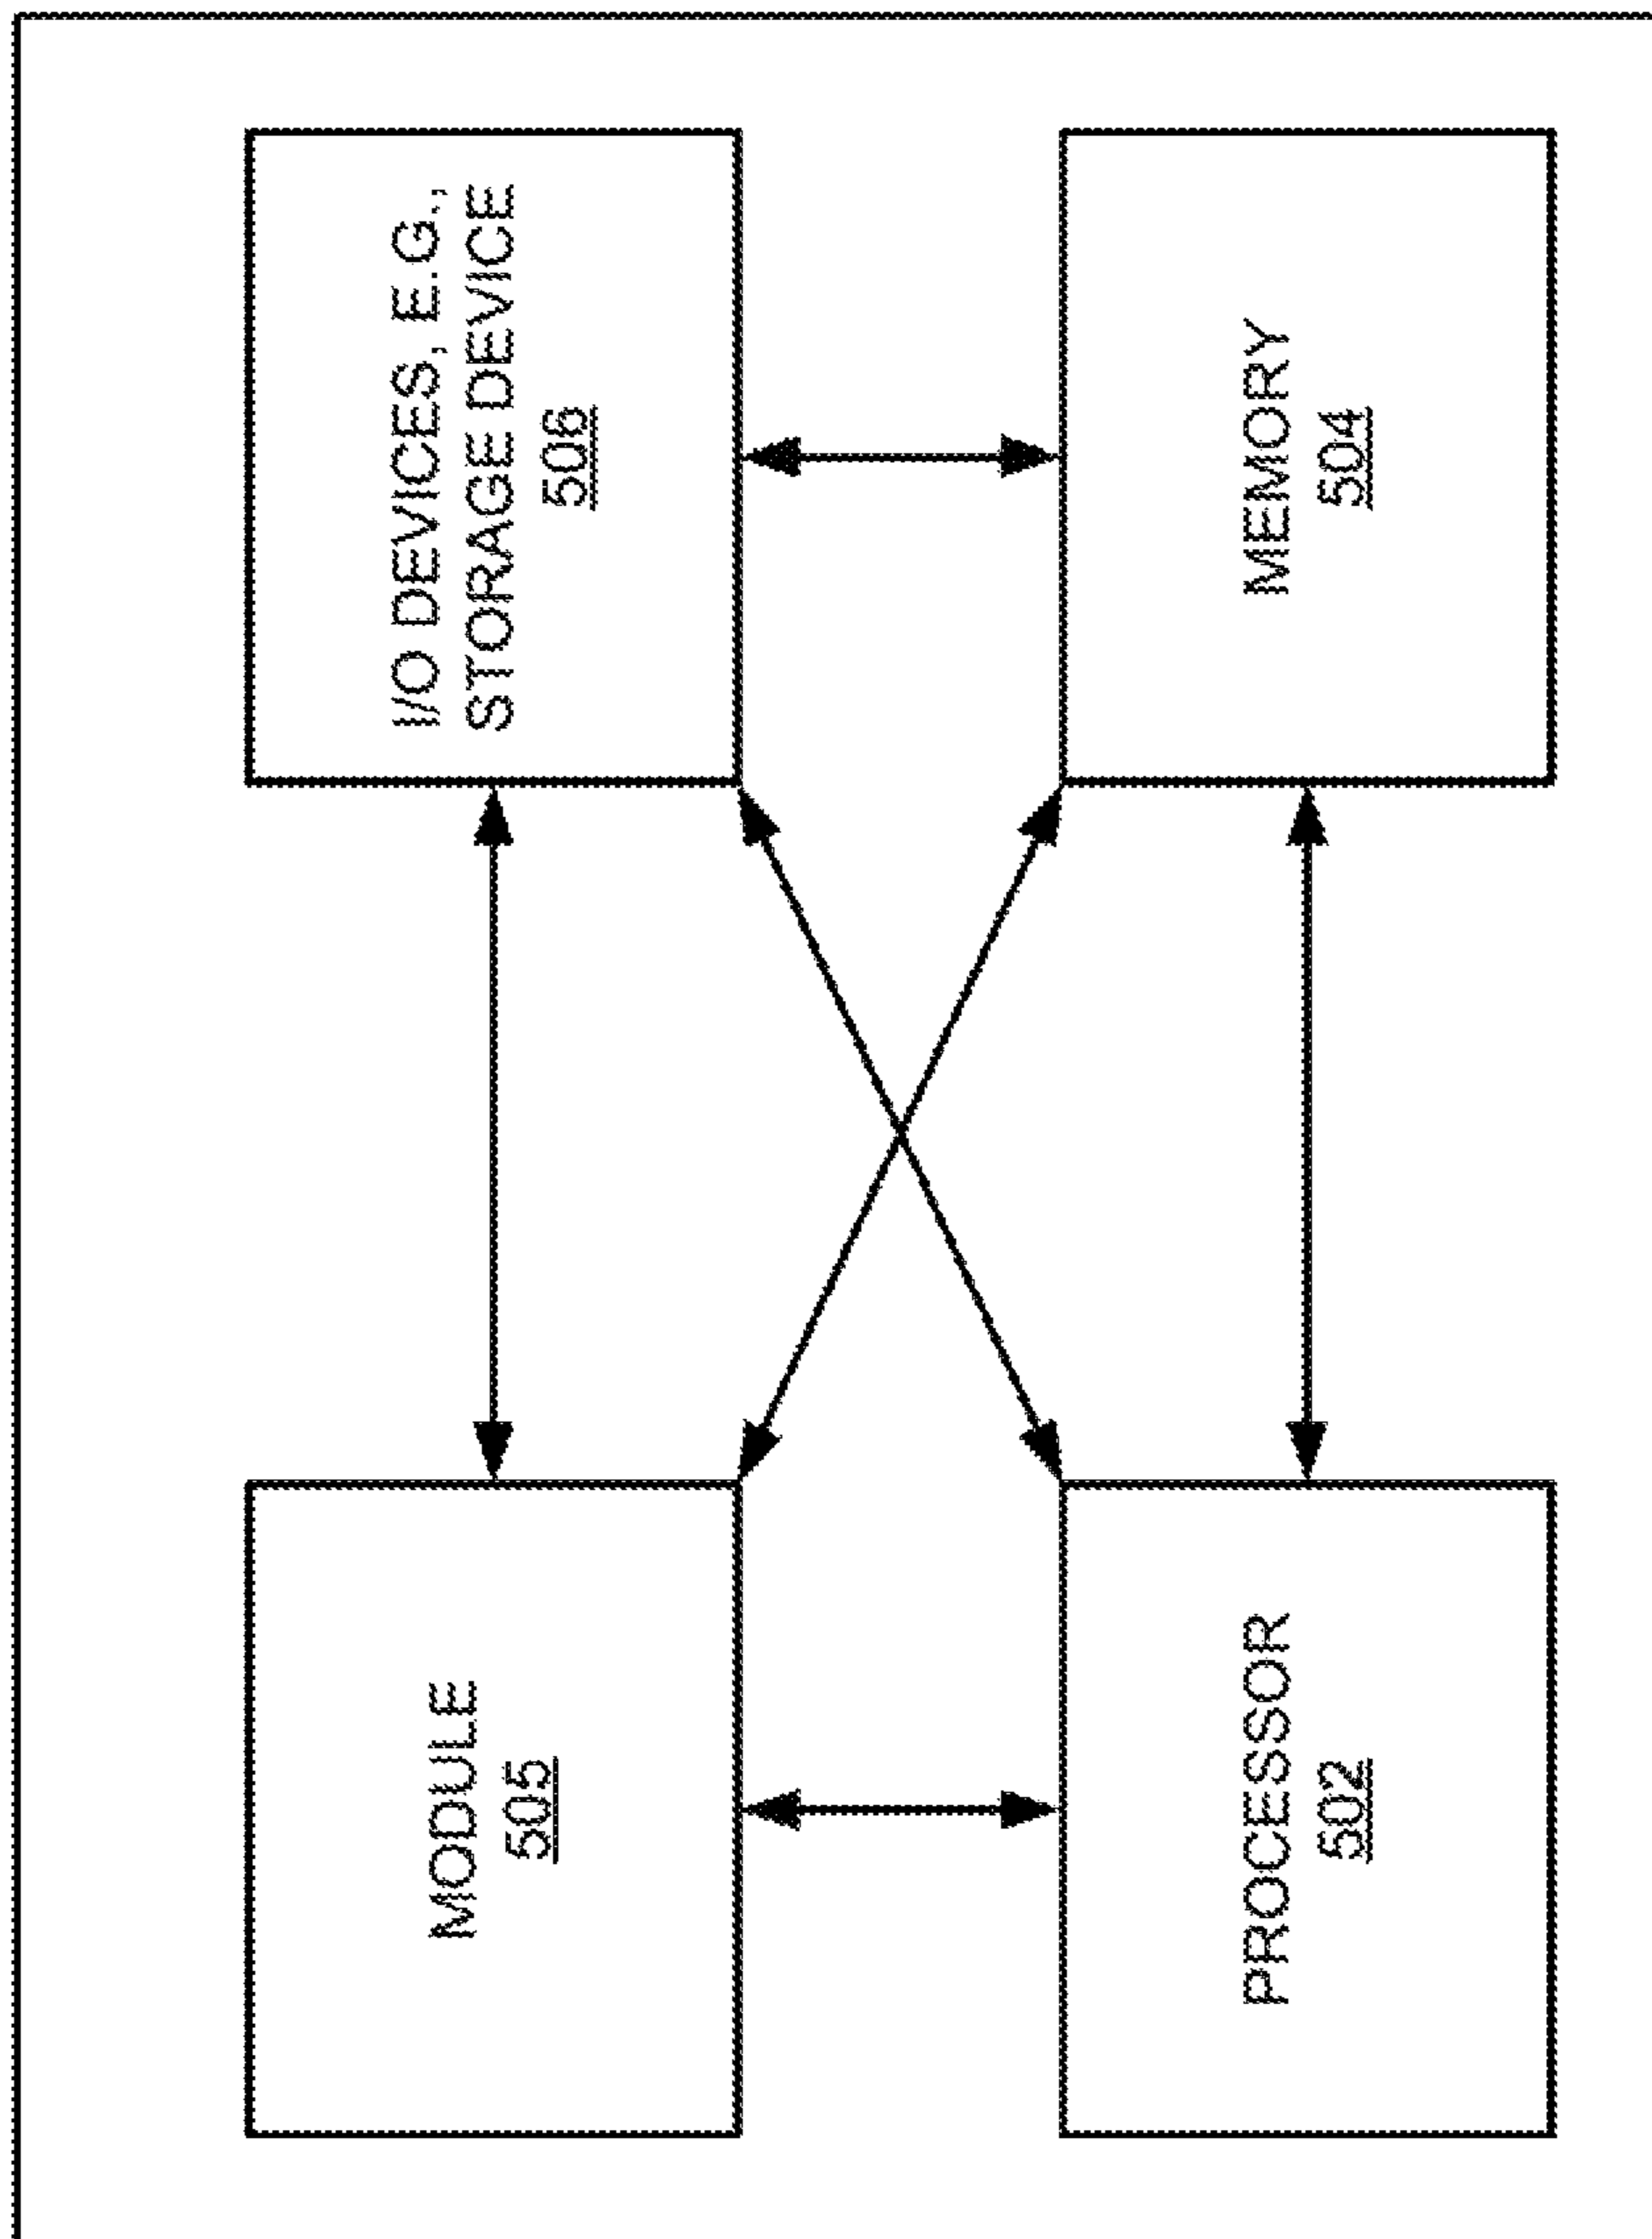 MODULE
505
I/O DEVICES, E.G.,
STORAGE DEVICE
506
PROCESSOR
502
MEMORY
504